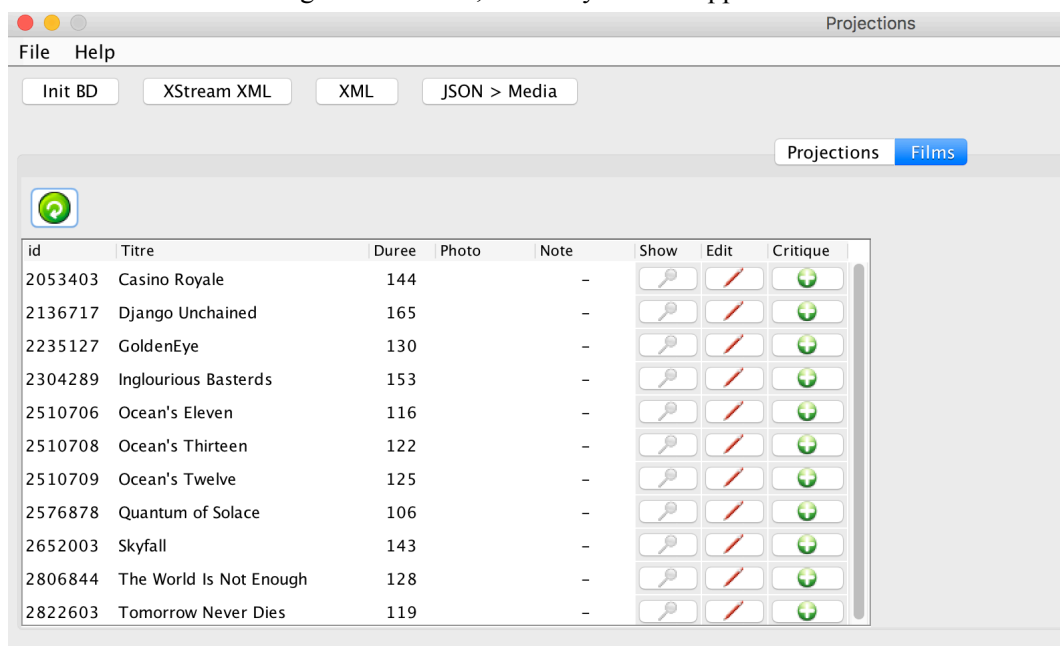 Projections
File Help
Init BD XStream XML XML JSON > Media
Projections Films
id Titre Duree Photo Note Show Edit Critique
2053403 Casino Royale 144 –
2136717 Django Unchained 165 –
2235127 GoldenEye 130 –
2304289 Inglourious Basterds 153 –
2510706 Ocean's Eleven 116 –
2510708 Ocean's Thirteen 122 –
2510709 Ocean's Twelve 125 –
2576878 Quantum of Solace 106 –
2652003 Skyfall 143 –
2806844 The World Is Not Enough 128 –
2822603 Tomorrow Never Dies 119 –